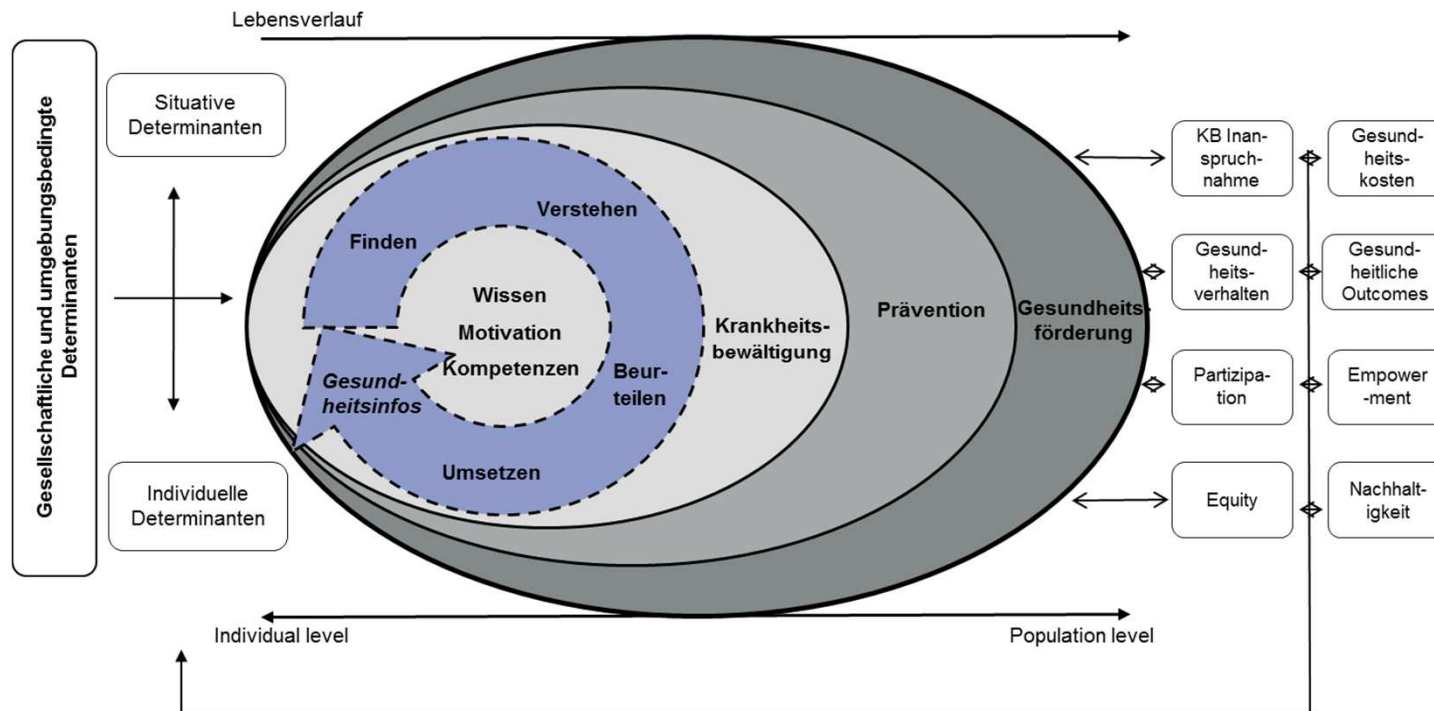 Lebensverlauf
Gesellschaftliche und umgebungsbedingte
Determinanten
Situative
Determinanten
Individuelle
Determinanten
Finden
Verstehen
Beur-
teilen
Umsetzen
Gesund-
heitsinfos
Wissen
Motivation
Kompetenzen
Krankheits-
bewältigung
Prävention
Gesundheits-
förderung
KB Inan-
spruch-
nahme
Gesund-
heits-
kosten
Gesund-
heits-
verhalten
Gesund-
heitliche
Outcomes
Partizipa-
tion
Empower
-ment
Equity
Nachhalt-
igkeit
Individual level
Population level